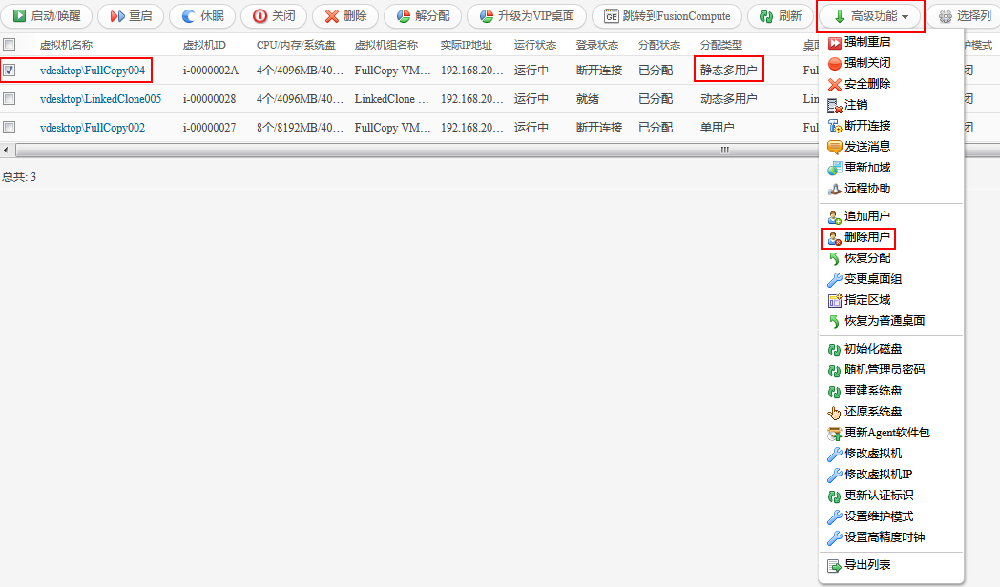 启动/唤醒 重启 休眠 关闭 删除 解分配 升级为VIP桌面 跳转到FusionCompute 刷新 高级功能 选择列
虚拟机名称 虚拟机ID CPU/内存/系统盘 虚拟机组名称 实际IP地址 运行状态 登录状态 分配状态 分配类型
vdesktop\FullCopy004 i-0000002A 4个/4096MB/40… FullCopy VM… 192.168.20… 运行中 断开连接 已分配 静态多用户 Ful 闭
vdesktop\LinkedClone005 i-00000028 4个/4096MB/40… LinkedClone … 192.168.20… 运行中 就绪 已分配 动态多用户 Lin 闭
vdesktop\FullCopy002 i-00000027 8个/8192MB/40… FullCopy VM… 192.168.20… 运行中 断开连接 已分配 单用户 Ful 闭
总共: 3
强制重启
强制关闭
安全删除
注销
断开连接
发送消息
重新加域
远程协助
追加用户
删除用户
恢复分配
变更桌面组
指定区域
恢复为普通桌面
初始化磁盘
随机管理员密码
重建系统盘
还原系统盘
更新Agent软件包
修改虚拟机
修改虚拟机IP
更新认证标识
设置维护模式
设置高精度时钟
导出列表